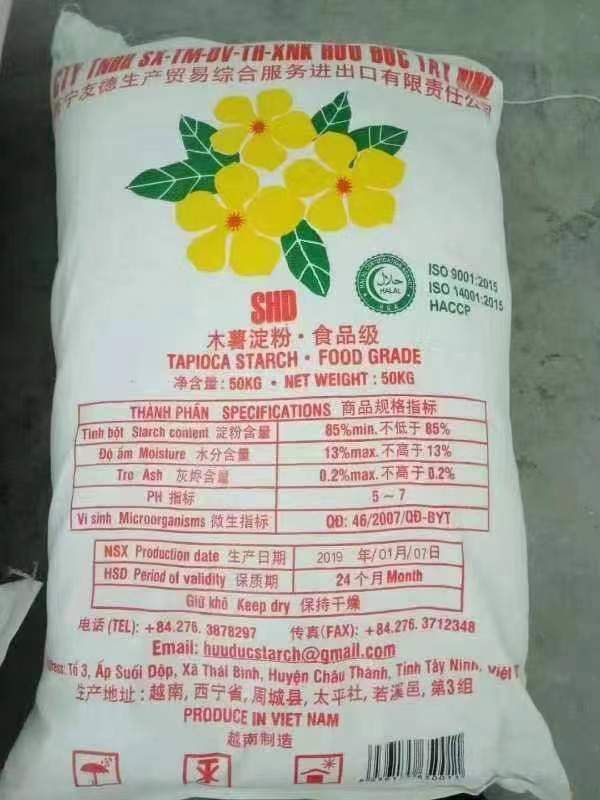 CTY TNHH SX-TM-DV-TH-XNK HUU DUC TAY NINH
宁友德生产贸易综合服务进出口有限责任公司
SHD
حلال
HALAL
ISO 9001:2015
ISO 14001:2015
HACCP
木薯淀粉·食品级
TAPIOCA STARCH · FOOD GRADE
净含量:50KG · NET WEIGHT : 50KG
THÀNH PHẦN SPECIFICATIONS 商品规格指标
Tinh bột Starch content 淀粉含量 85%min. 不低于 85%
Độ ẩm Moisture 水分含量 13%max. 不高于 13%
Tro Ash 灰烬含量 0.2%max. 不高于 0.2%
PH 指标 5 ~ 7
Vi sinh Microorganisms 微生指标 QĐ: 46/2007/QĐ-BYT
NSX Production date 生产日期 2019 年/01月/07日
HSD Period of validity 保质期 24 个月 Month
Giữ khô Keep dry 保持干燥
电话 (TEL): +84.276. 3878297 传真(FAX): +84.276. 3712348
Email: huuducstarch@gmail.com
Tổ 3, Ấp Suối Dộp, Xã Thái Bình, Huyện Châu Thành, Tỉnh Tây Ninh, Việt
生产地址:越南, 西宁省, 周城县, 太平社, 若溪邑, 第3组
PRODUCE IN VIET NAM
越南制造